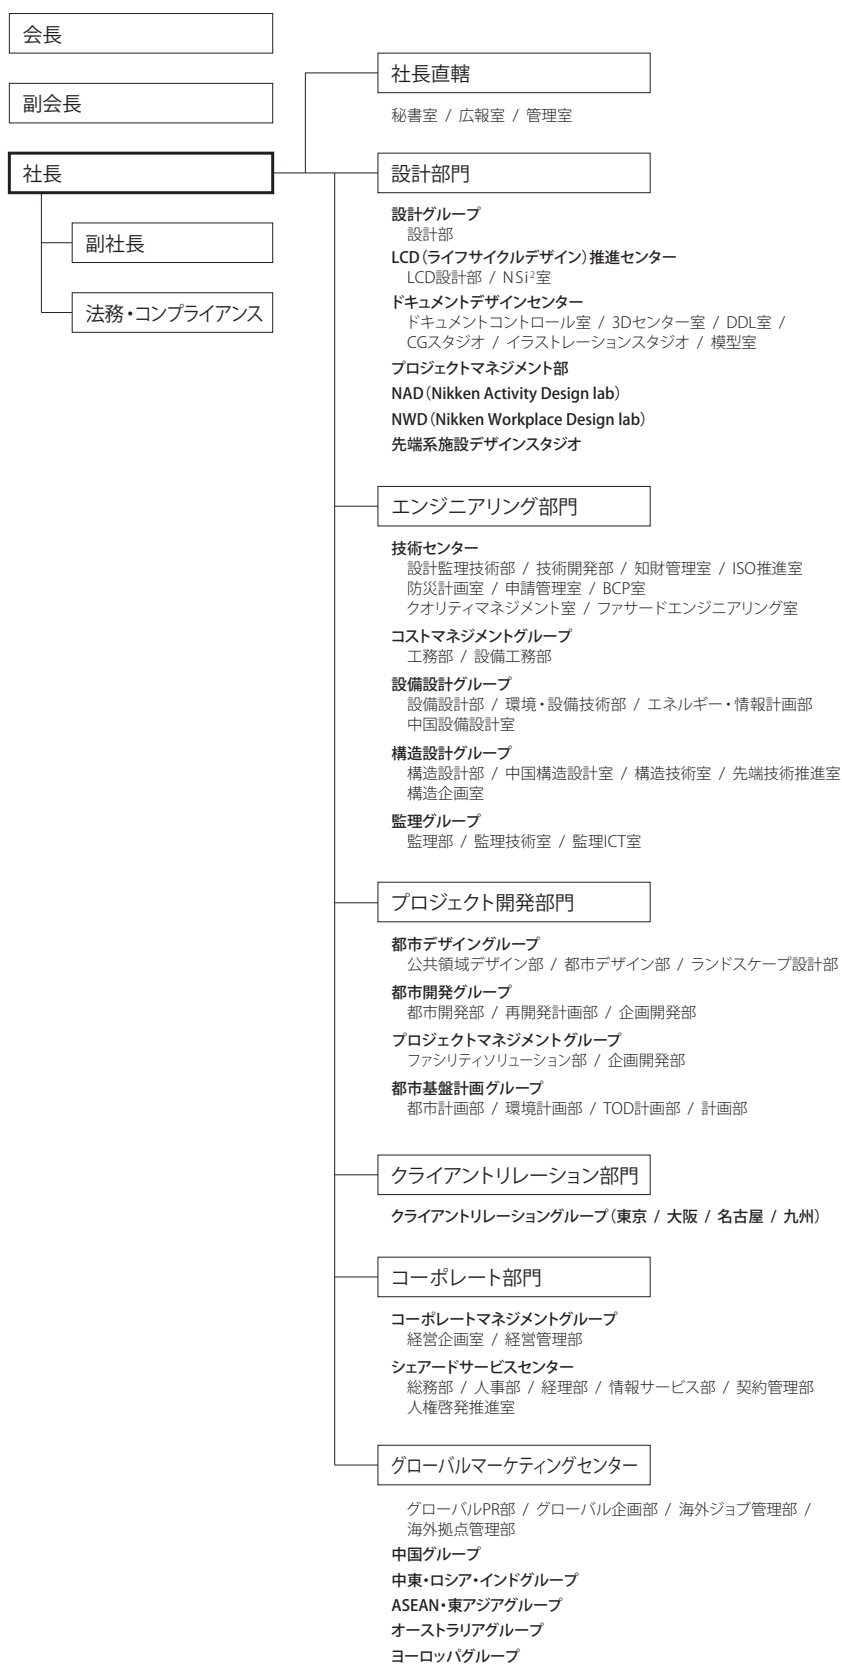 会長
副会長
社長
副社長
法務・コンプライアンス
社長直轄
秘書室 / 広報室 / 管理室
設計部門
設計グループ
設計部
LCD（ライフサイクルデザイン）推進センター
LCD設計部 / NSi²室
ドキュメントデザインセンター
ドキュメントコントロール室 / 3Dセンター室 / DDL室 /
CGスタジオ / イラストレーションスタジオ / 模型室
プロジェクトマネジメント部
NAD（Nikken Activity Design lab）
NWD（Nikken Workplace Design lab）
先端系施設デザインスタジオ
エンジニアリング部門
技術センター
設計監理技術部 / 技術開発部 / 知財管理室 / ISO推進室
防災計画室 / 申請管理室 / BCP室
クオリティマネジメント室 / ファサードエンジニアリング室
コストマネジメントグループ
工務部 / 設備工務部
設備設計グループ
設備設計部 / 環境・設備技術部 / エネルギー・情報計画部
中国設備設計室
構造設計グループ
構造設計部 / 中国構造設計室 / 構造技術室 / 先端技術推進室
構造企画室
監理グループ
監理部 / 監理技術室 / 監理ICT室
プロジェクト開発部門
都市デザイングループ
公共領域デザイン部 / 都市デザイン部 / ランドスケープ設計部
都市開発グループ
都市開発部 / 再開発計画部 / 企画開発部
プロジェクトマネジメントグループ
ファシリティソリューション部 / 企画開発部
都市基盤計画グループ
都市計画部 / 環境計画部 / TOD計画部 / 計画部
クライアントリレーション部門
クライアントリレーショングループ（東京 / 大阪 / 名古屋 / 九州）
コーポレート部門
コーポレートマネジメントグループ
経営企画室 / 経営管理部
シェアードサービスセンター
総務部 / 人事部 / 経理部 / 情報サービス部 / 契約管理部
人権啓発推進室
グローバルマーケティングセンター
グローバルPR部 / グローバル企画部 / 海外ジョブ管理部 /
海外拠点管理部
中国グループ
中東・ロシア・インドグループ
ASEAN・東アジアグループ
オーストラリアグループ
ヨーロッパグループ